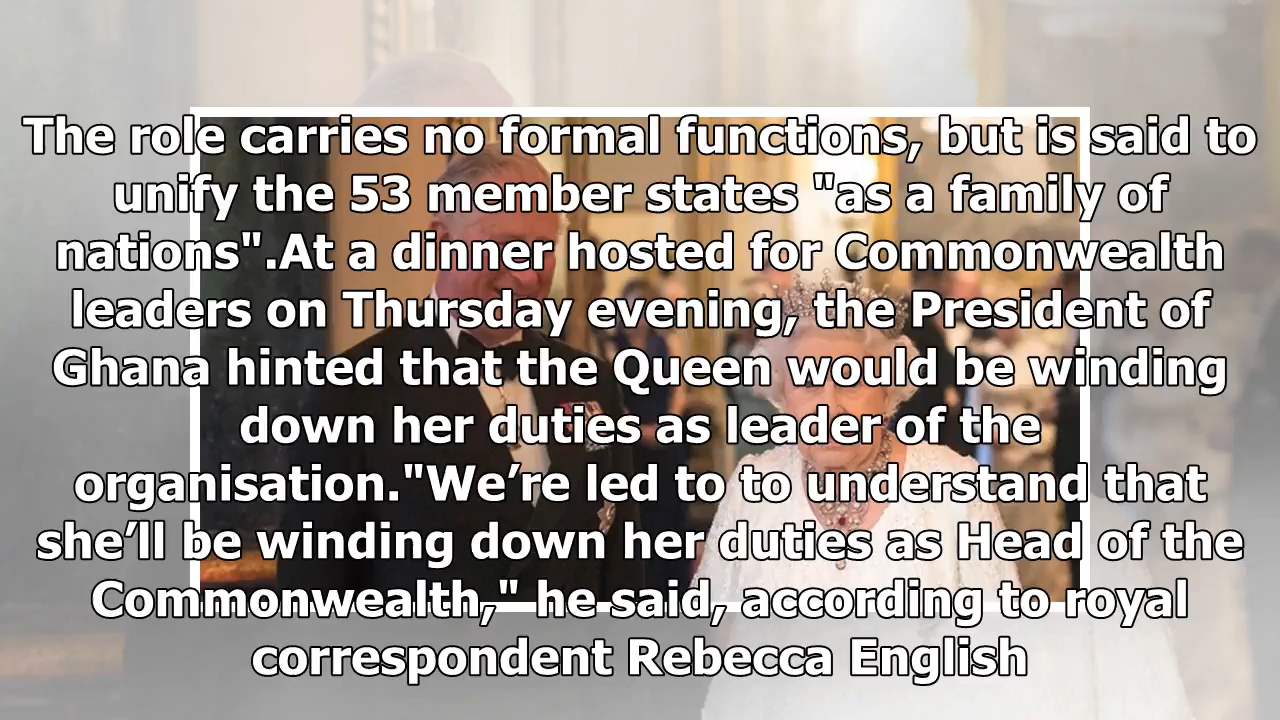 The role carries no formal functions, but is said to
unify the 53 member states "as a family of
nations".At a dinner hosted for Commonwealth
leaders on Thursday evening, the President of
Ghana hinted that the Queen would be winding
down her duties as leader of the
organisation."We’re led to to understand that
she’ll be winding down her duties as Head of the
Commonwealth," he said, according to royal
correspondent Rebecca English